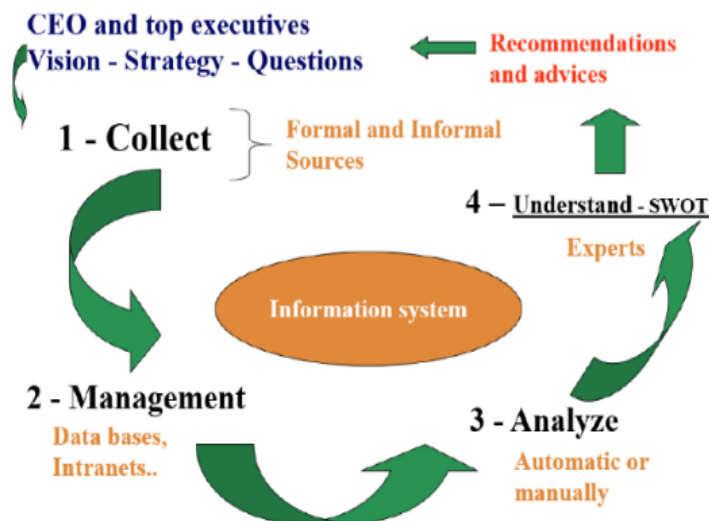 CEO and top executives
Vision - Strategy - Questions
Recommendations
and advices
1 - Collect
Formal and Informal
Sources
4 – Understand - SWOT
Experts
Information system
2 - Management
Data bases,
Intranets..
3 - Analyze
Automatic or
manually